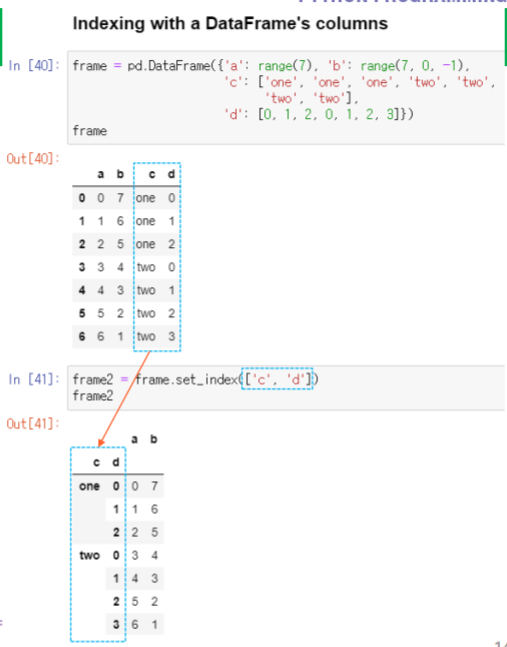 Indexing with a DataFrame's columns
In [40]: frame = pd.DataFrame({'a': range(7), 'b': range(7, 0, -1),
'c': ['one', 'one', 'one', 'two', 'two',
'two', 'two'],
'd': [0, 1, 2, 0, 1, 2, 3]})
frame
Out[40]:
a b c d
0 0 7 one 0
1 1 6 one 1
2 2 5 one 2
3 3 4 two 0
4 4 3 two 1
5 5 2 two 2
6 6 1 two 3
In [41]: frame2 = frame.set_index(['c', 'd'])
frame2
Out[41]:
a b
c d
one 0 0 7
1 1 6
2 2 5
two 0 3 4
1 4 3
2 5 2
3 6 1